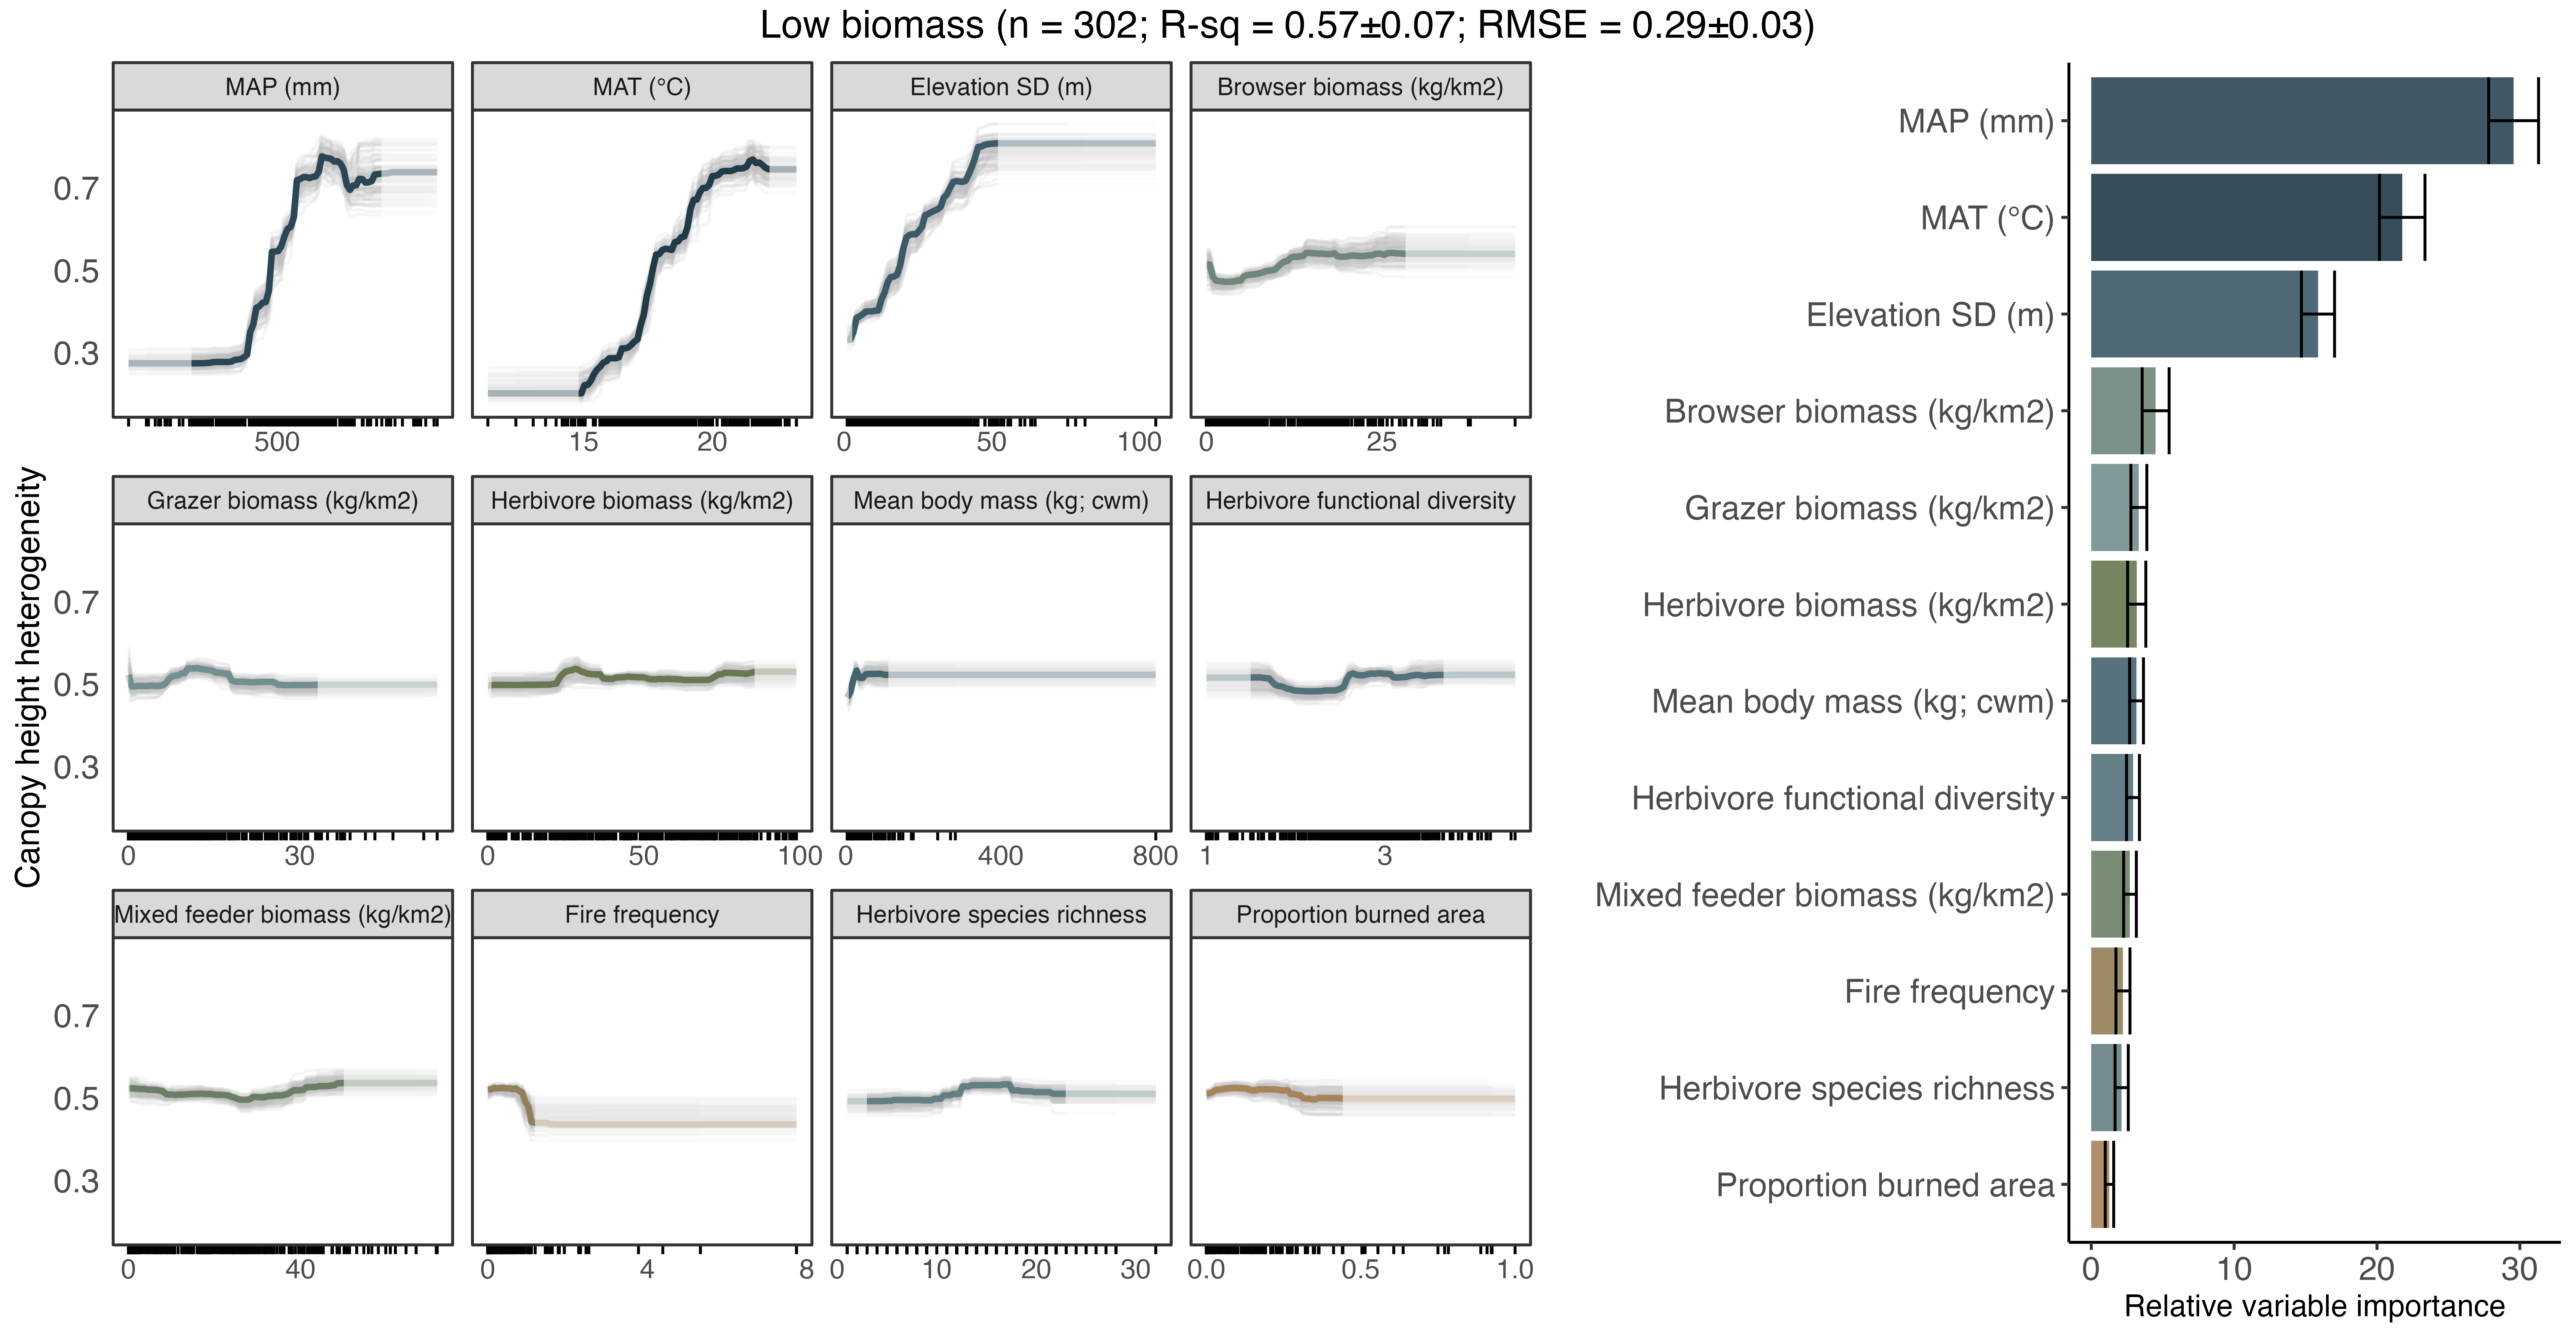 Low biomass (n = 302; R-sq = 0.57±0.07; RMSE = 0.29±0.03)
Canopy height heterogeneity
MAP (mm)
MAT (°C)
Elevation SD (m)
Browser biomass (kg/km2)
0.7
0.5
0.3
500
15 20
0 50 100
0 25
Grazer biomass (kg/km2)
Herbivore biomass (kg/km2)
Mean body mass (kg; cwm)
Herbivore functional diversity
0.7
0.5
0.3
0 30
0 50 100
0 400 800
1 3
Mixed feeder biomass (kg/km2)
Fire frequency
Herbivore species richness
Proportion burned area
0.7
0.5
0.3
0 40
0 4 8
0 10 20 30
0.0 0.5 1.0
MAP (mm)
MAT (°C)
Elevation SD (m)
Browser biomass (kg/km2)
Grazer biomass (kg/km2)
Herbivore biomass (kg/km2)
Mean body mass (kg; cwm)
Herbivore functional diversity
Mixed feeder biomass (kg/km2)
Fire frequency
Herbivore species richness
Proportion burned area
0 10 20 30
Relative variable importance